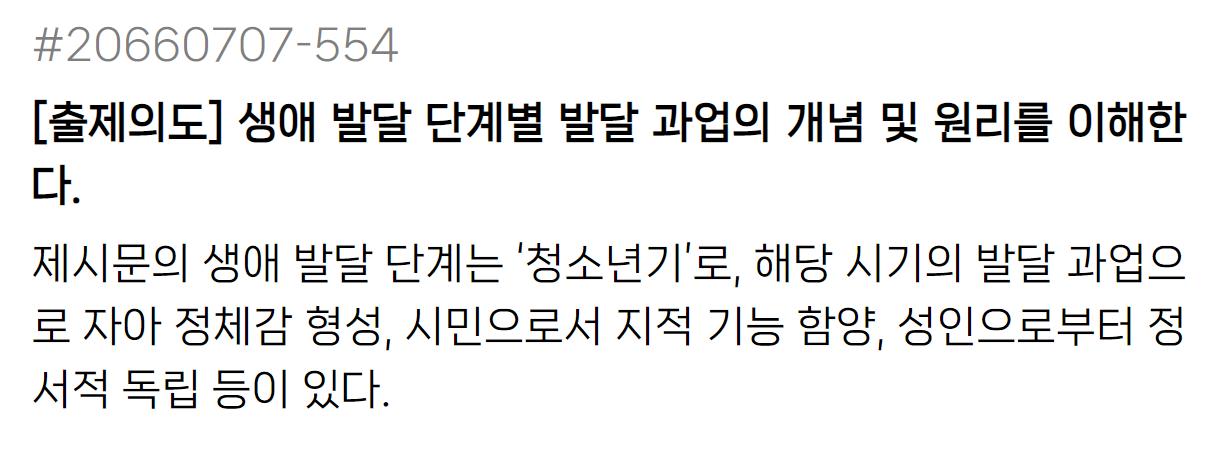 #20660707-554
[출제의도] 생애 발달 단계별 발달 과업의 개념 및 원리를 이해한
다.
제시문의 생애 발달 단계는 ‘청소년기’로, 해당 시기의 발달 과업으
로 자아 정체감 형성, 시민으로서 지적 기능 함양, 성인으로부터 정
서적 독립 등이 있다.